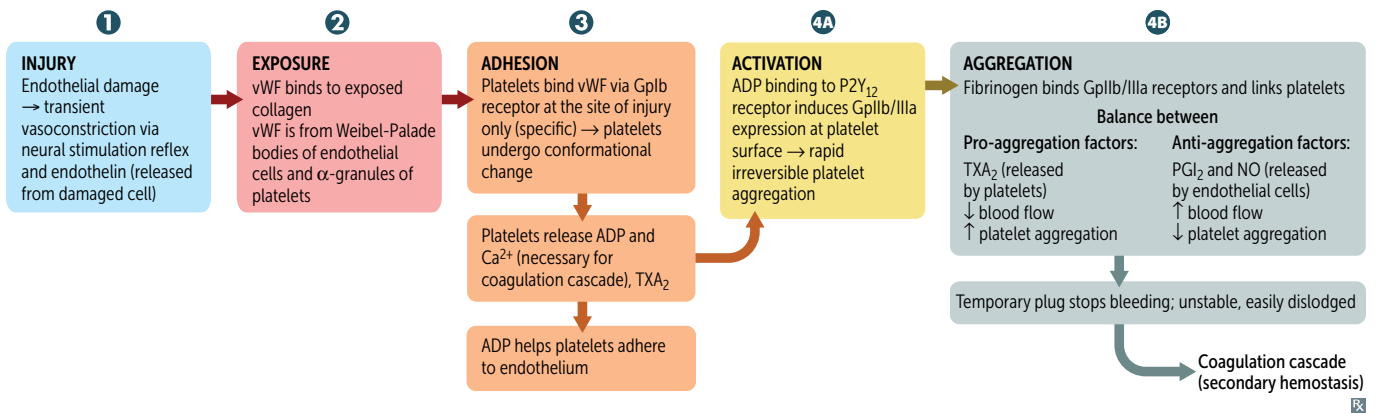 1
INJURY
Endothelial damage
→ transient
vasoconstriction via
neural stimulation reflex
and endothelin (released
from damaged cell)
2
EXPOSURE
vWF binds to exposed
collagen
vWF is from Weibel-Palade
bodies of endothelial
cells and α-granules of
platelets
3
ADHESION
Platelets bind vWF via GpIb
receptor at the site of injury
only (specific) → platelets
undergo conformational
change
Platelets release ADP and
Ca²⁺ (necessary for
coagulation cascade), TXA₂
ADP helps platelets adhere
to endothelium
4A
ACTIVATION
ADP binding to P2Y₁₂
receptor induces GpIIb/IIIa
expression at platelet
surface → rapid
irreversible platelet
aggregation
4B
AGGREGATION
Fibrinogen binds GpIIb/IIIa receptors and links platelets
Balance between
Pro-aggregation factors:
TXA₂ (released
by platelets)
↓ blood flow
↑ platelet aggregation
Anti-aggregation factors:
PGI₂ and NO (released
by endothelial cells)
↑ blood flow
↓ platelet aggregation
Temporary plug stops bleeding; unstable, easily dislodged
Coagulation cascade
(secondary hemostasis)
Rx